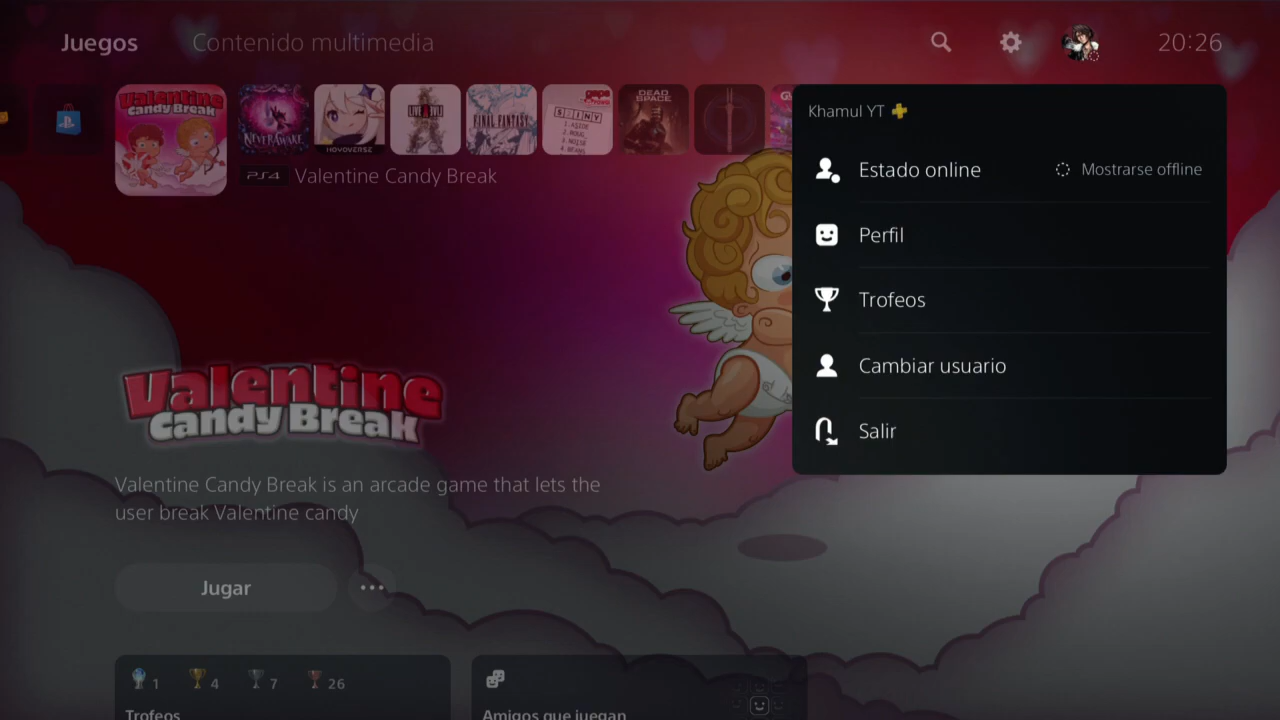 Juegos
Contenido multimedia
20:26
Valentine
Candy Break
NEVERAWAKE
HOYOVERSE
LIVE A LIVE
FINAL FANTASY
DEAD SPACE
PS4 Valentine Candy Break
Khamul YT
Estado online
Mostrarse offline
Perfil
Trofeos
Cambiar usuario
Salir
Valentine
Candy Break
Valentine Candy Break is an arcade game that lets the
user break Valentine candy
Jugar
1 4 7 26
Trofeos
Amigos que juegan